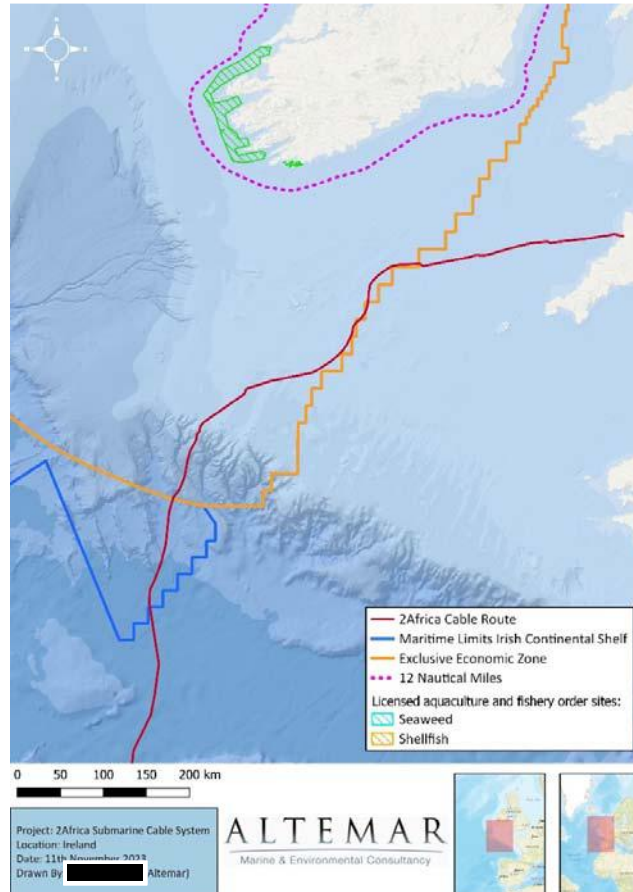 2Africa Cable Route
Maritime Limits Irish Continental Shelf
Exclusive Economic Zone
12 Nautical Miles
Licensed aquaculture and fishery order sites:
Seaweed
Shellfish
0 50 100 150 200 km
Project: 2Africa Submarine Cable System
Location: Ireland
Date: 11th November 2023
Drawn By Altemar)
ALTEMAR
Marine & Environmental Consultancy